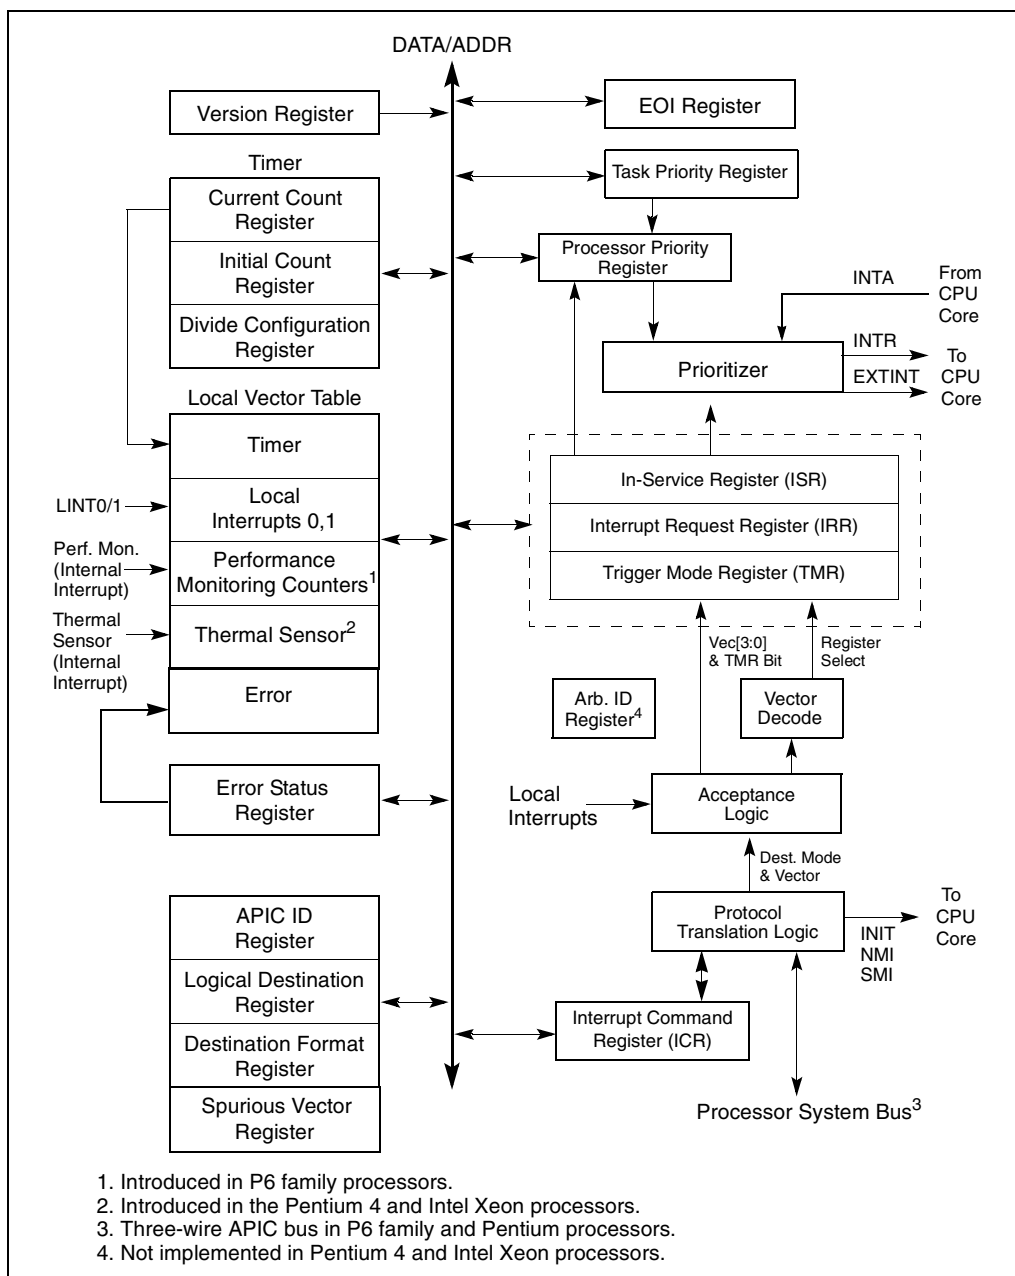 DATA/ADDR
Version Register
EOI Register
Timer
Task Priority Register
Current Count
Register
Initial Count
Register
Divide Configuration
Register
Processor Priority
Register
INTA
From
CPU
Core
Prioritizer
INTR
EXTINT
To
CPU
Core
Local Vector Table
Timer
Local
Interrupts 0,1
Performance
Monitoring Counters1
Thermal Sensor2
Error
LINT0/1
Perf. Mon.
(Internal
Interrupt)
Thermal
Sensor
(Internal
Interrupt)
In-Service Register (ISR)
Interrupt Request Register (IRR)
Trigger Mode Register (TMR)
Vec[3:0]
& TMR Bit
Register
Select
Arb. ID
Register4
Vector
Decode
Error Status
Register
Local
Interrupts
Acceptance
Logic
Dest. Mode
& Vector
APIC ID
Register
Logical Destination
Register
Destination Format
Register
Spurious Vector
Register
Protocol
Translation Logic
INIT
NMI
SMI
To
CPU
Core
Interrupt Command
Register (ICR)
Processor System Bus3
1. Introduced in P6 family processors.
2. Introduced in the Pentium 4 and Intel Xeon processors.
3. Three-wire APIC bus in P6 family and Pentium processors.
4. Not implemented in Pentium 4 and Intel Xeon processors.